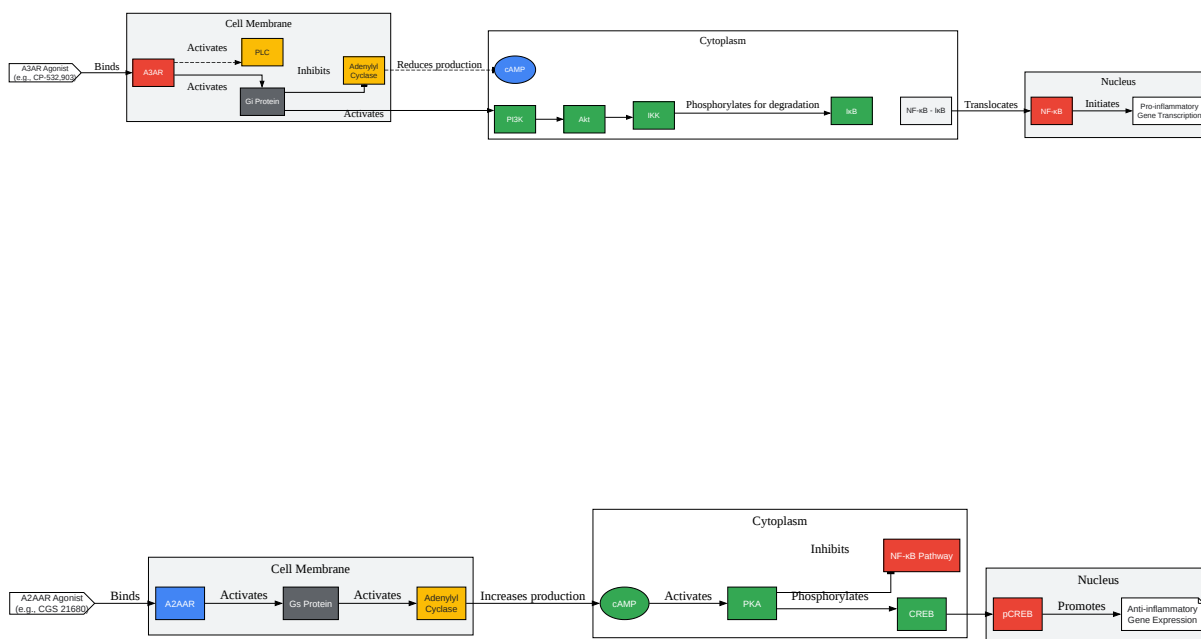 Cell Membrane
Cytoplasm
Nucleus
A3AR Agonist
(e.g., CP-532,903)
Binds
A3AR
Activates
PLC
Activates
Gi Protein
Inhibits
Adenylyl
Cyclase
Activates
Reduces production
cAMP
PI3K
Akt
IKK
Phosphorylates for degradation
IκB
NF-κB - IκB
Translocates
NF-κB
Initiates
Pro-inflammatory
Gene Transcription
Cell Membrane
Cytoplasm
Nucleus
A2AAR Agonist
(e.g., CGS 21680)
Binds
A2AAR
Activates
Gs Protein
Activates
Adenylyl
Cyclase
Increases production
cAMP
Activates
PKA
Inhibits
NF-κB Pathway
Phosphorylates
CREB
pCREB
Promotes
Anti-inflammatory
Gene Expression